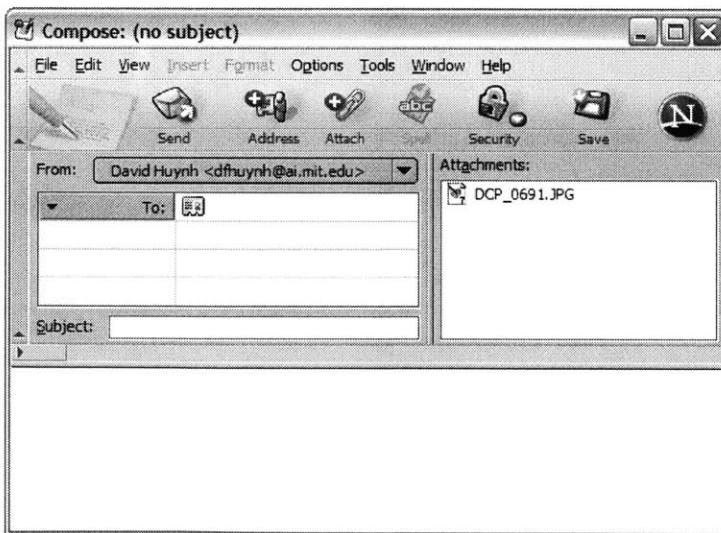 Compose: (no subject)
File Edit View Insert Format Options Tools Window Help
abc
Send Address Attach Spell Security Save
N
From: David Huynh <dfhuynh@ai.mit.edu>
Attachments:
To:
DCP_0691.JPG
Subject: